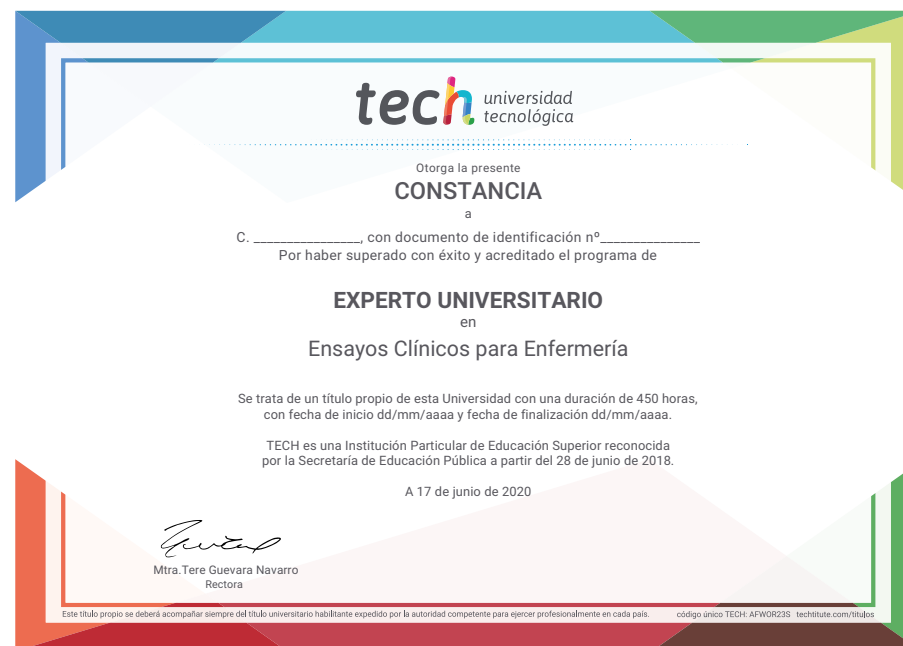 tech universidad
tecnológica
Otorga la presente
CONSTANCIA
a
C. ________________, con documento de identificación nº_______________
Por haber superado con éxito y acreditado el programa de
EXPERTO UNIVERSITARIO
en
Ensayos Clínicos para Enfermería
Se trata de un título propio de esta Universidad con una duración de 450 horas,
con fecha de inicio dd/mm/aaaa y fecha de finalización dd/mm/aaaa.
TECH es una Institución Particular de Educación Superior reconocida
por la Secretaría de Educación Pública a partir del 28 de junio de 2018.
A 17 de junio de 2020
Mtra.Tere Guevara Navarro
Rectora
Este título propio se deberá acompañar siempre del título universitario habilitante expedido por la autoridad competente para ejercer profesionalmente en cada país. código único TECH: AFWOR23S techtitute.com/titulos